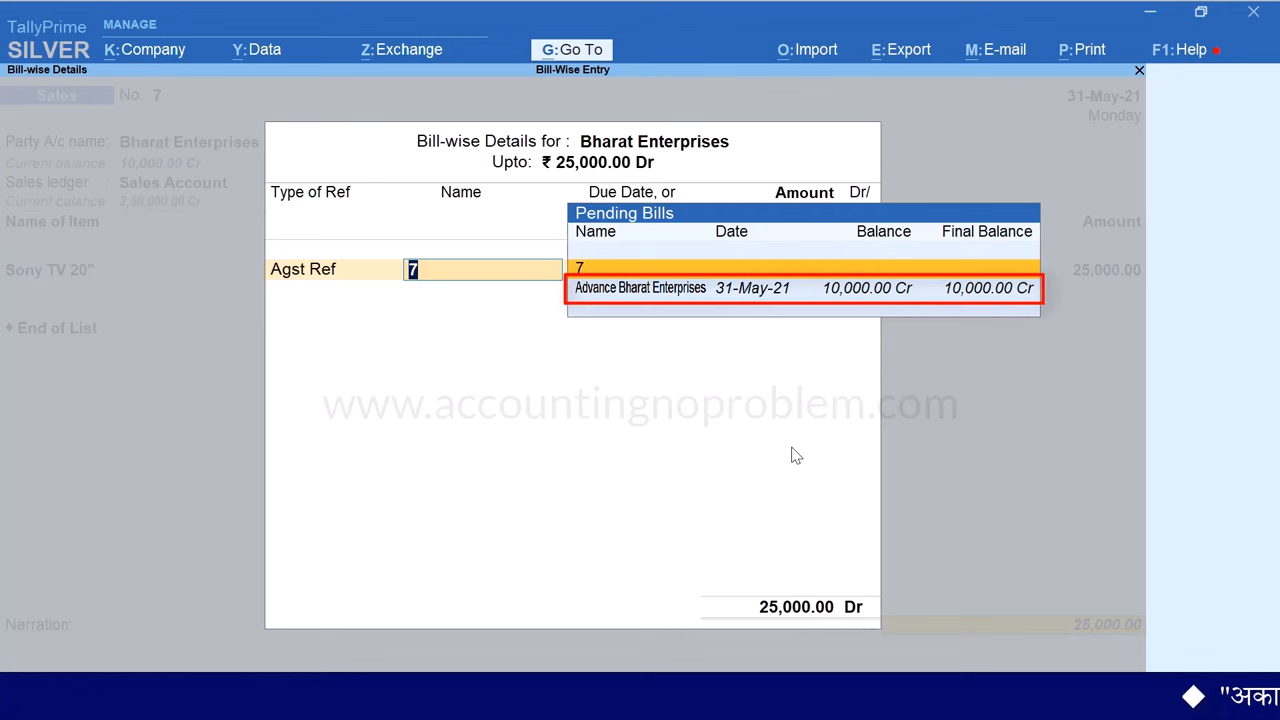 TallyPrime MANAGE
SILVER K:Company Y:Data Z:Exchange G:Go To O:Import E:Export M:E-mail P:Print F1:Help
Bill-wise Details Bill-Wise Entry
Sales No. 7 31-May-21
Monday
Party A/c name: Bharat Enterprises
Current balance 10,000.00 Cr
Sales ledger : Sales Account
Current balance 2,50,000.00 Cr
Name of Item Amount
Sony TV 20" 25,000.00
♦ End of List
Narration: 25,000.00
Bill-wise Details for : Bharat Enterprises
Upto: ₹ 25,000.00 Dr
Type of Ref Name Due Date, or Amount Dr/
Pending Bills
Name Date Balance Final Balance
Agst Ref 7 7
Advance Bharat Enterprises 31-May-21 10,000.00 Cr 10,000.00 Cr
www.accountingnoproblem.com
25,000.00 Dr
◆ "अका